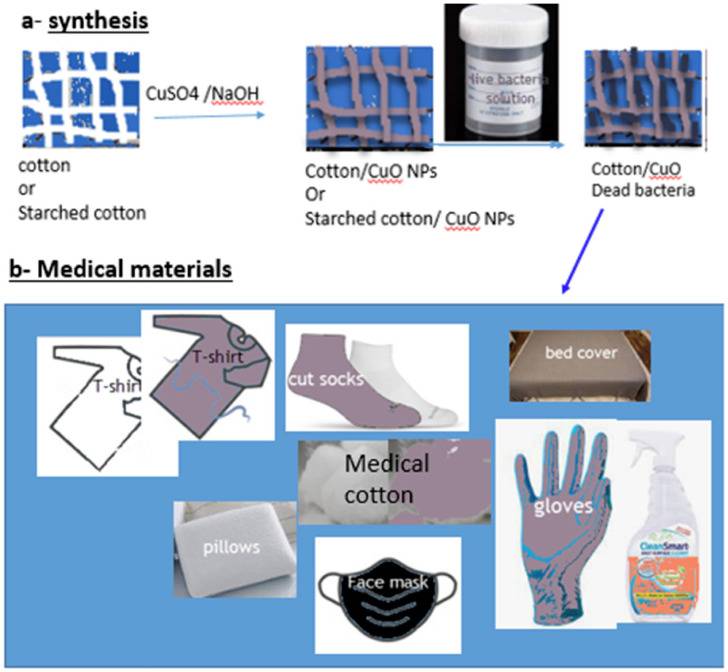 a- synthesis
CuSO4 /NaOH
live bacteria
solution
cotton
or
Starched cotton
Cotton/CuO NPs
Or
Starched cotton/ CuO NPs
Cotton/CuO
Dead bacteria
b- Medical materials
T-shirt
T-shirt
cut socks
bed cover
Medical
cotton
gloves
pillows
Face mask
CleanSmart